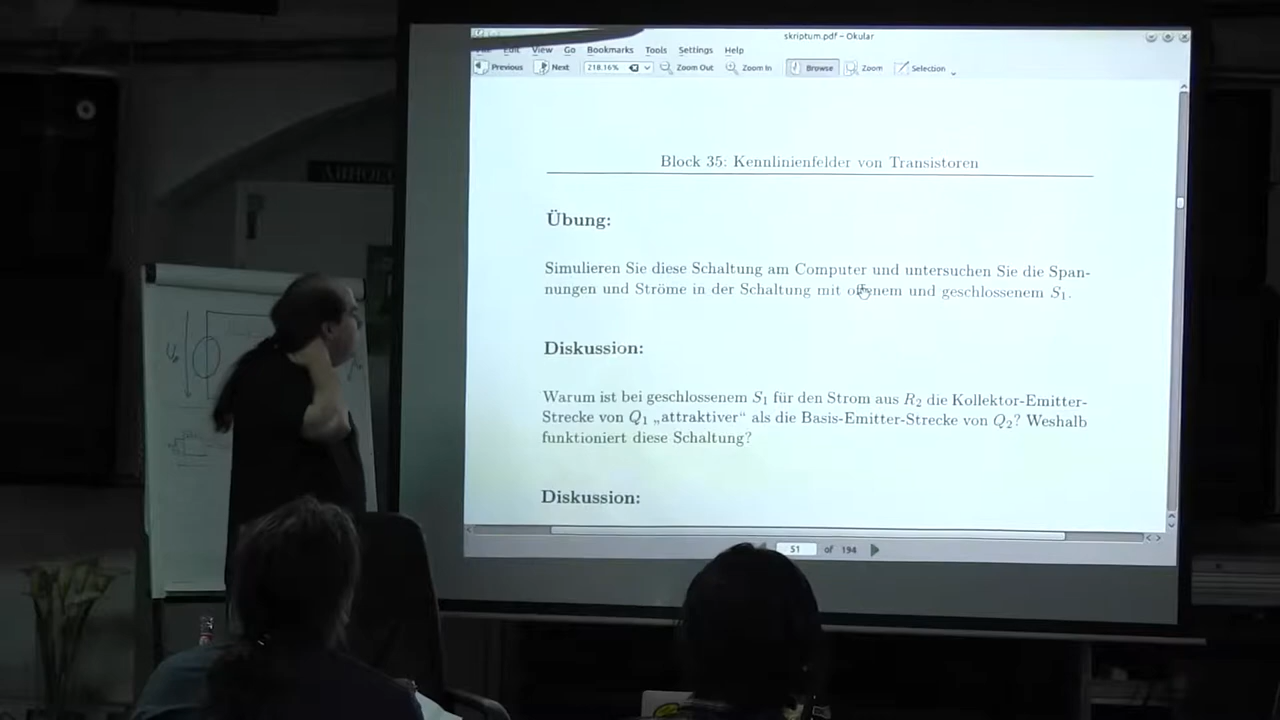 skriptum.pdf – Okular
Edit View Go Bookmarks Tools Settings Help
Previous Next 218.16% Zoom Out Zoom In Browse Zoom Selection
Block 35: Kennlinienfelder von Transistoren
Übung:
Simulieren Sie diese Schaltung am Computer und untersuchen Sie die Span-
nungen und Ströme in der Schaltung mit offenem und geschlossenem S₁.
Diskussion:
Warum ist bei geschlossenem S₁ für den Strom aus R₂ die Kollektor-Emitter-
Strecke von Q₁ „attraktiver“ als die Basis-Emitter-Strecke von Q₂? Weshalb
funktioniert diese Schaltung?
Diskussion:
51 of 194